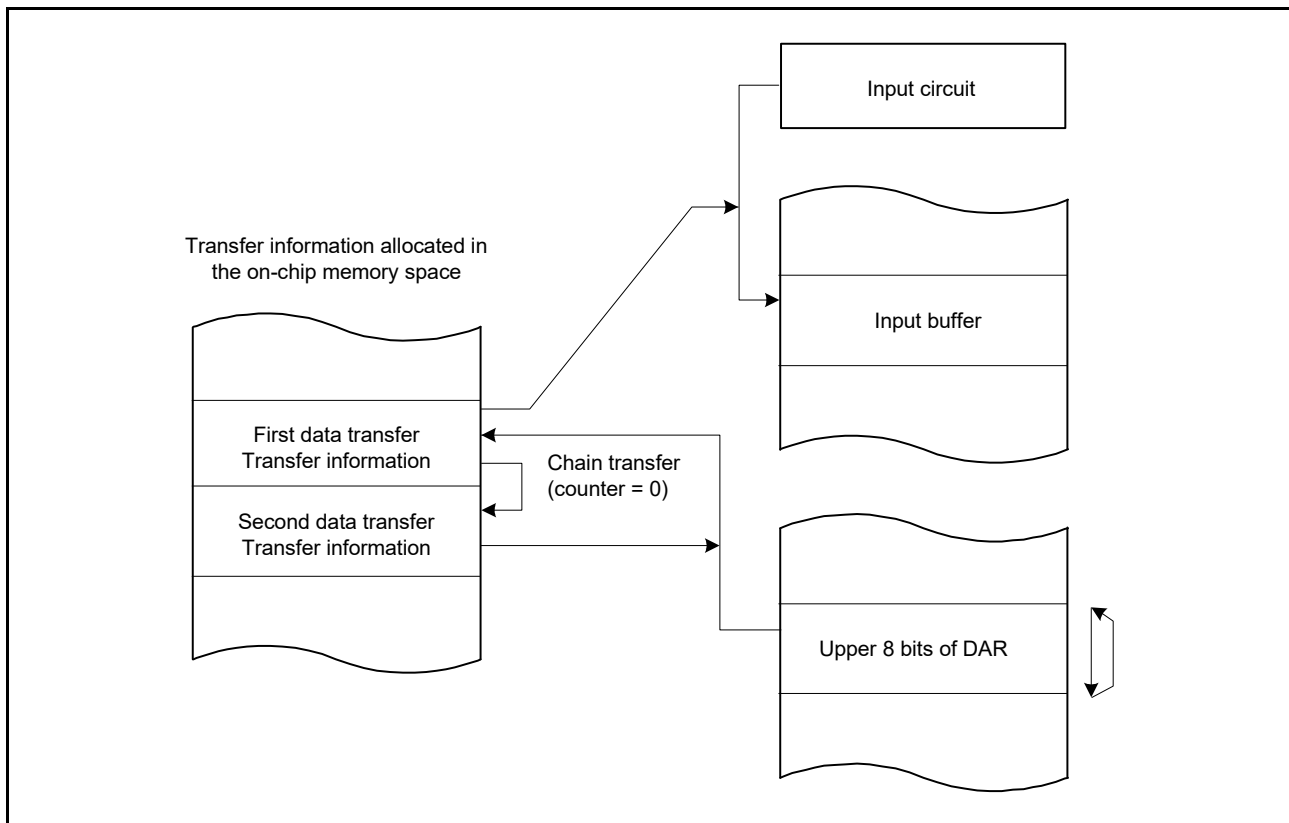 Input circuit
Transfer information allocated in
the on-chip memory space
Input buffer
First data transfer
Transfer information
Chain transfer
(counter = 0)
Second data transfer
Transfer information
Upper 8 bits of DAR